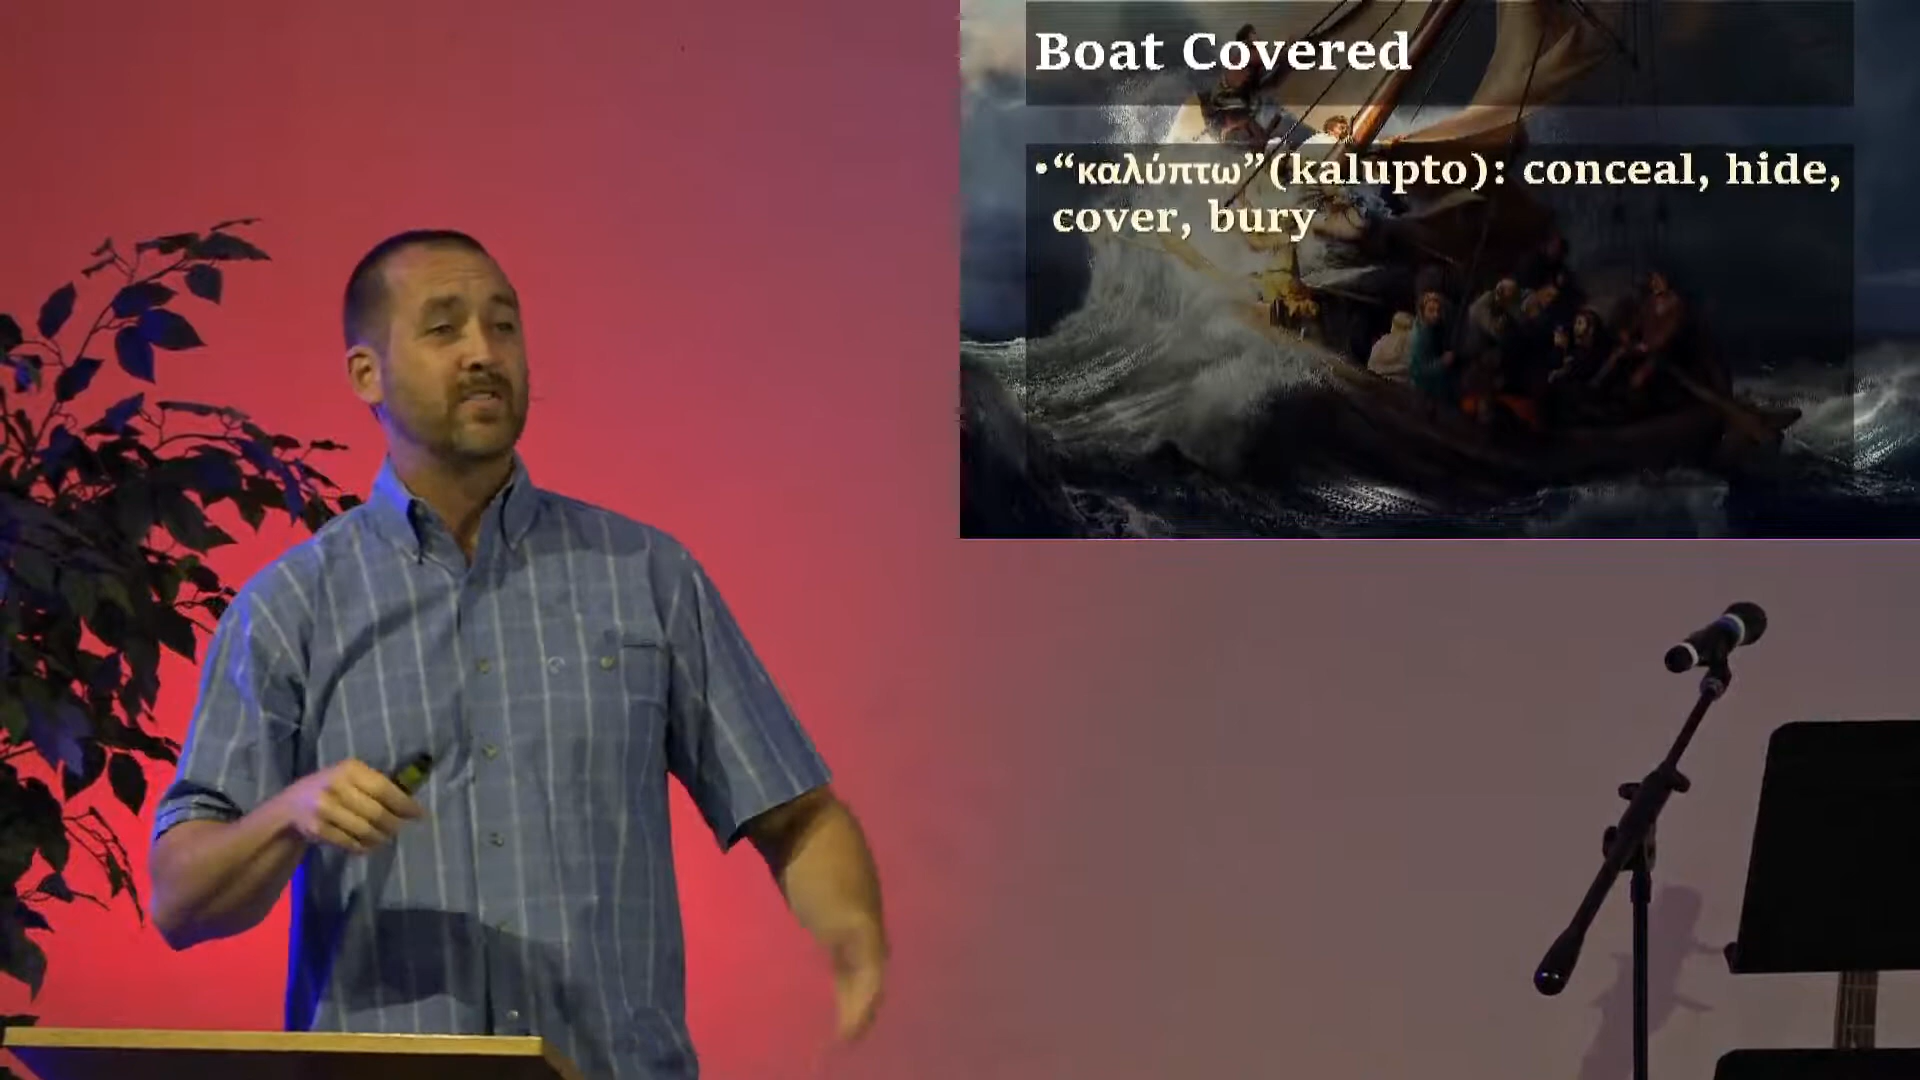 Boat Covered
•“καλύπτω”(kalupto): conceal, hide,
cover, bury